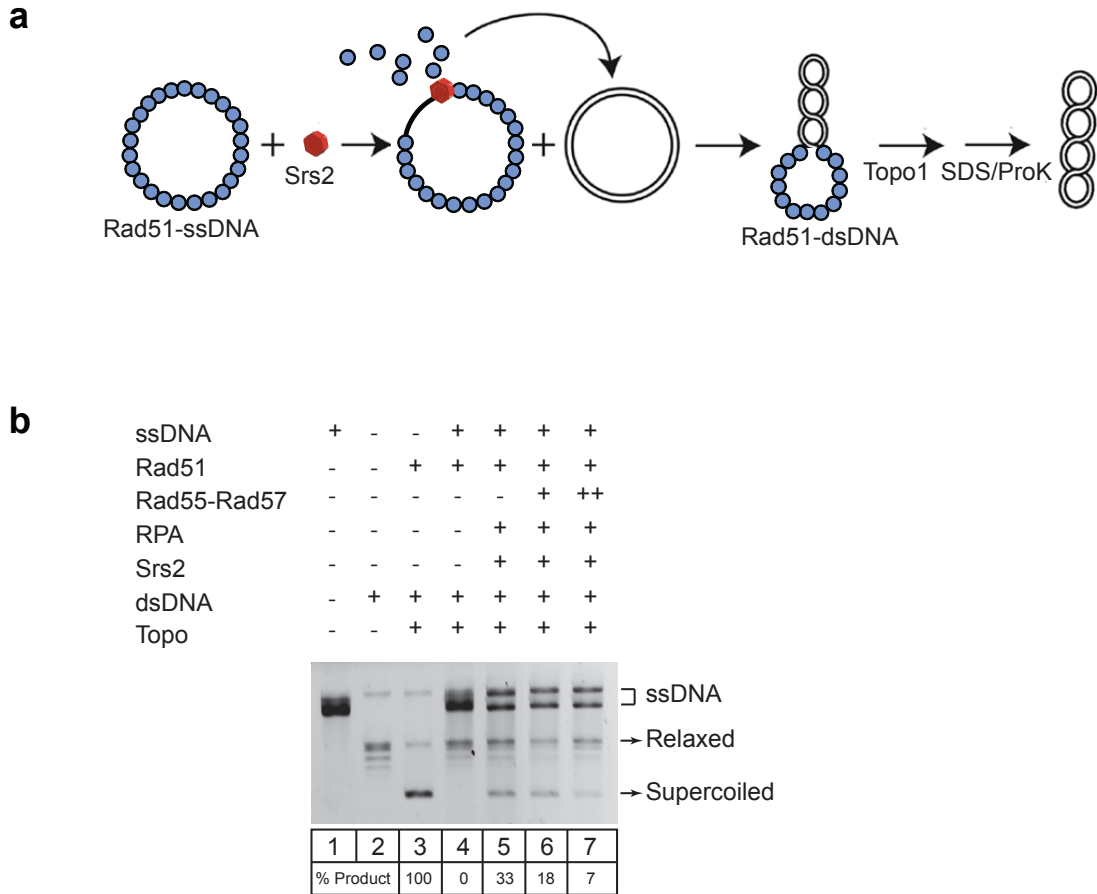 a
Srs2
Rad51-ssDNA
Rad51-dsDNA
Topo1
SDS/ProK
b
ssDNA + - - + + + +
Rad51 - - + + + + +
Rad55-Rad57 - - - - - + ++
RPA - - - - + + +
Srs2 - - - - + + +
dsDNA - + + + + + +
Topo - - + + + + +
ssDNA
Relaxed
Supercoiled
1 2 3 4 5 6 7
% Product 100 0 33 18 7